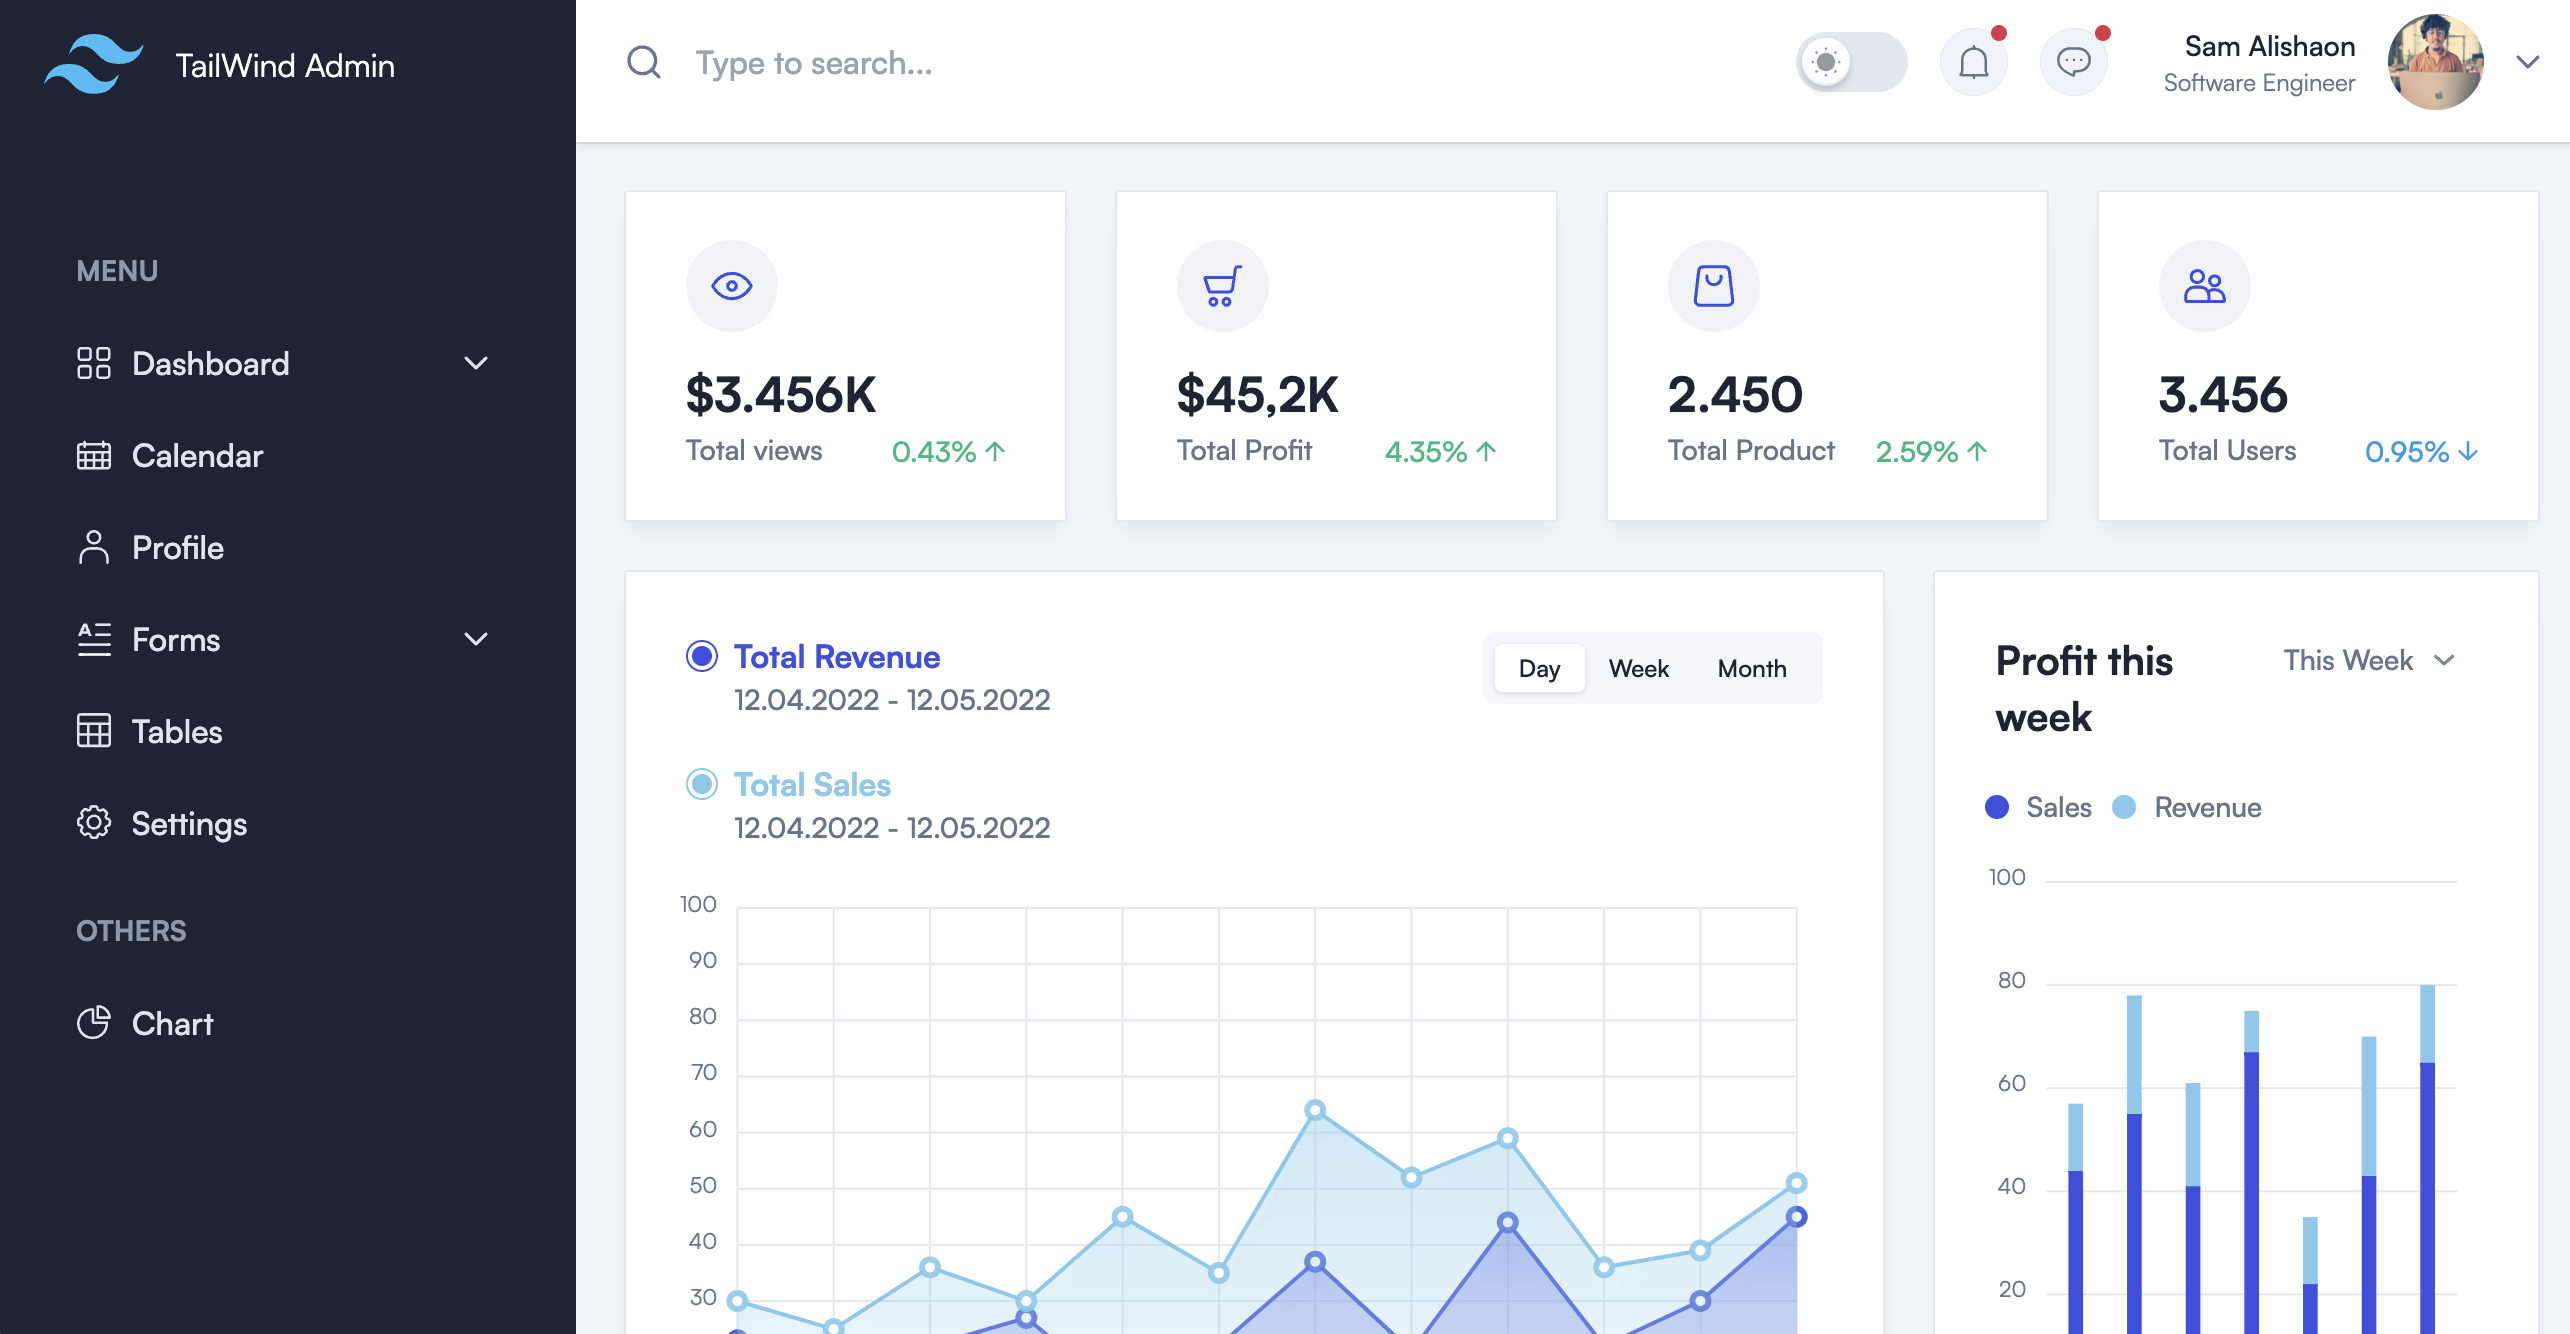 TailWind Admin
MENU
Dashboard
Calendar
Profile
Forms
Tables
Settings
OTHERS
Chart
Type to search...
Sam Alishaon
Software Engineer
$3.456K
Total views 0.43%
$45,2K
Total Profit 4.35%
2.450
Total Product 2.59%
3.456
Total Users 0.95%
Total Revenue
12.04.2022 - 12.05.2022
Total Sales
12.04.2022 - 12.05.2022
Day Week Month
100
90
80
70
60
50
40
30
Profit this
week
This Week
Sales Revenue
100
80
60
40
20